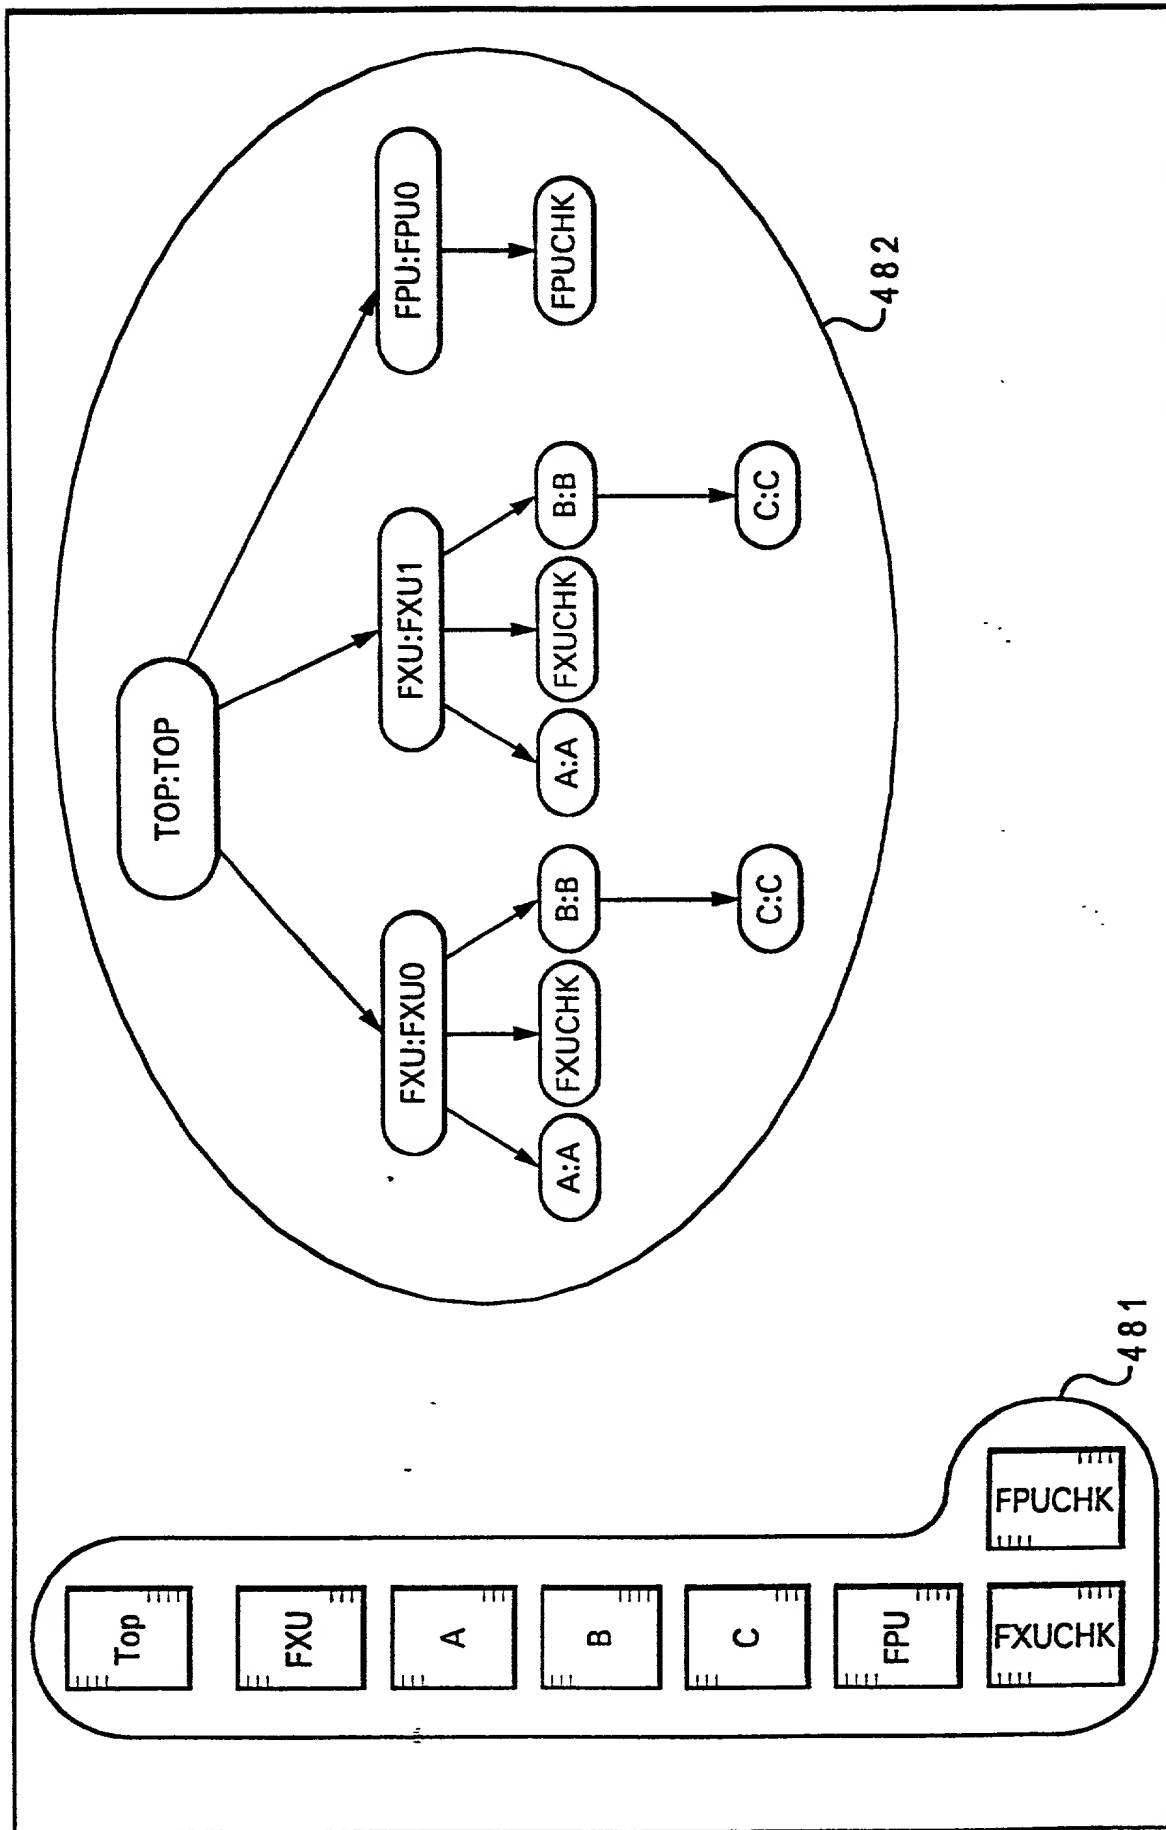 TOP:TOP
FXU:FXU0
FXU:FXU1
FPU:FPU0
A:A
FXUCHK
B:B
A:A
FXUCHK
B:B
FPUCHK
C:C
C:C
482
Top
FXU
A
B
C
FPU
FXUCHK
FPUCHK
481